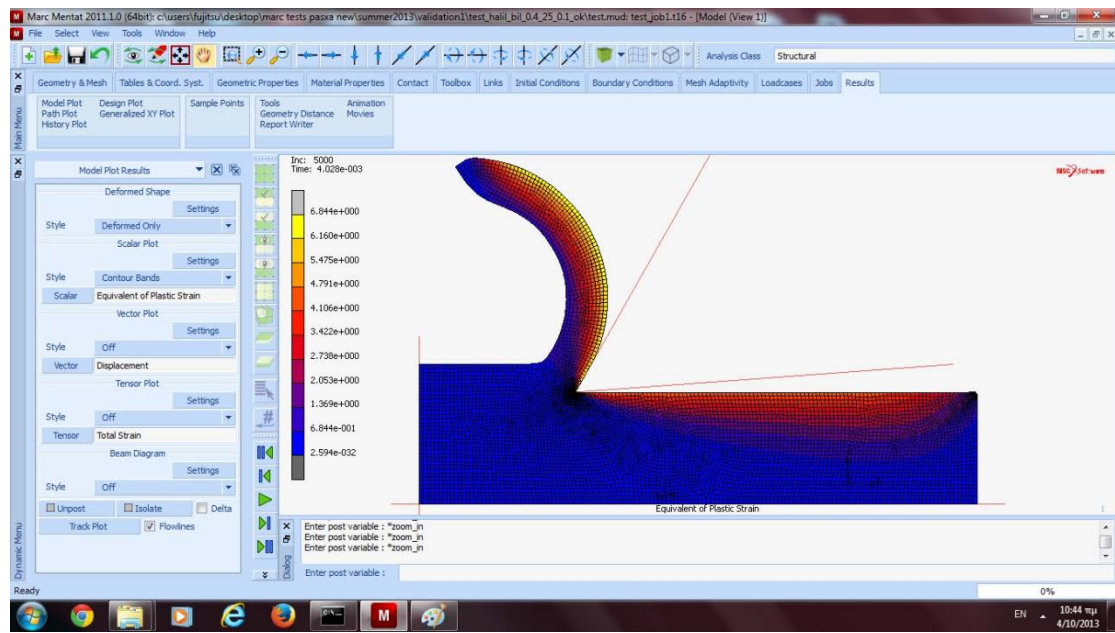 Marc Mentat 2011.1.0 (64bit): c:\users\fujitsu\desktop\marc tests pasxa new\summer2013\validation1\test_halil_bil_0.4_25_0.1_ok\test.mud: test_job1.t16 - [Model (View 1)]
File Select View Tools Window Help
Analysis Class Structural
Geometry & Mesh Tables & Coord. Syst. Geometric Properties Material Properties Contact Toolbox Links Initial Conditions Boundary Conditions Mesh Adaptivity Loadcases Jobs Results
Main Menu
Model Plot Design Plot Sample Points Tools Animation
Path Plot Generalized XY Plot Geometry Distance Movies
History Plot Report Writer
Dynamic Menu
Model Plot Results
Deformed Shape
Settings
Style Deformed Only
Scalar Plot
Settings
Style Contour Bands
Scalar Equivalent of Plastic Strain
Vector Plot
Settings
Style Off
Vector Displacement
Tensor Plot
Settings
Style Off
Tensor Total Strain
Beam Diagram
Settings
Style Off
Unpost Isolate Delta
Track Plot Flowlines
Inc: 5000
Time: 4.028e-003
6.844e+000
6.160e+000
5.475e+000
4.791e+000
4.106e+000
3.422e+000
2.738e+000
2.053e+000
1.369e+000
6.844e-001
2.594e-032
MSC Software
Equivalent of Plastic Strain
1
Dialog
Enter post variable : *zoom_in
Enter post variable : *zoom_in
Enter post variable : *zoom_in
Enter post variable :
Ready
0%
EN
10:44 πμ
4/10/2013